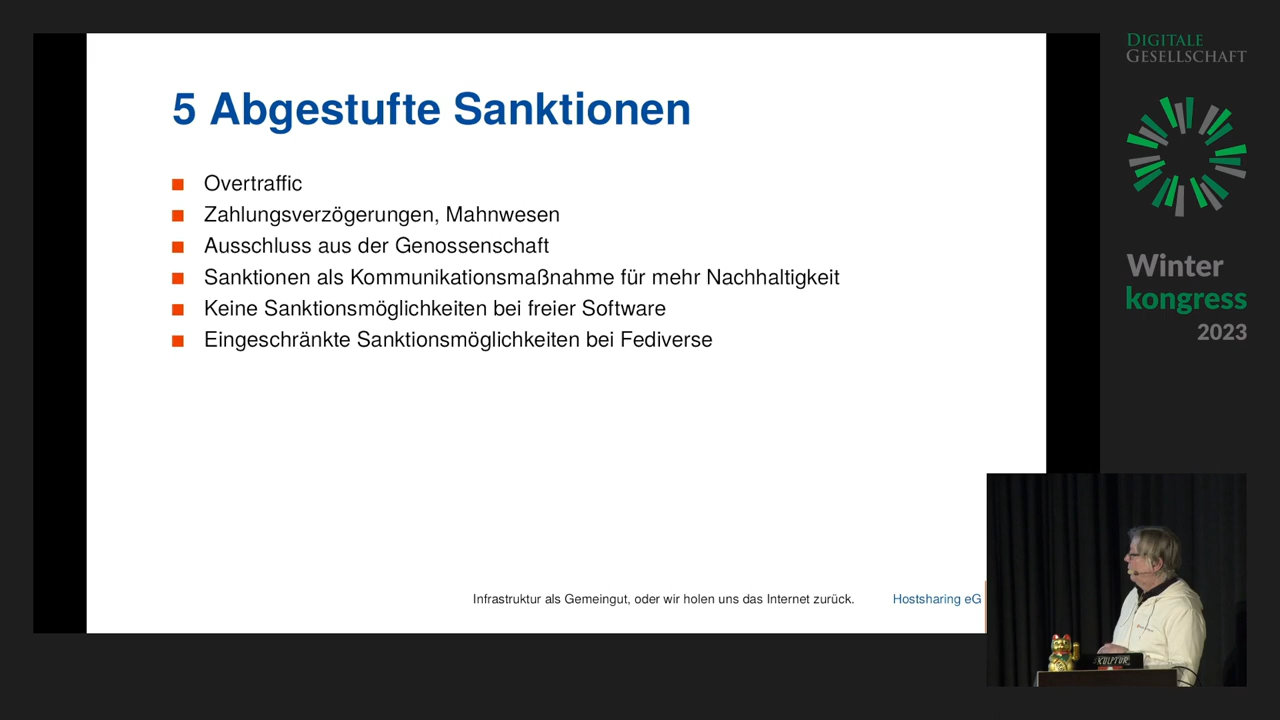 5 Abgestufte Sanktionen
Overtraffic
Zahlungsverzögerungen, Mahnwesen
Ausschluss aus der Genossenschaft
Sanktionen als Kommunikationsmaßnahme für mehr Nachhaltigkeit
Keine Sanktionsmöglichkeiten bei freier Software
Eingeschränkte Sanktionsmöglichkeiten bei Fediverse
Infrastruktur als Gemeingut, oder wir holen uns das Internet zurück.
Hostsharing eG
DIGITALE
GESELLSCHAFT
Winter
kongress
2023
SKULPTUR